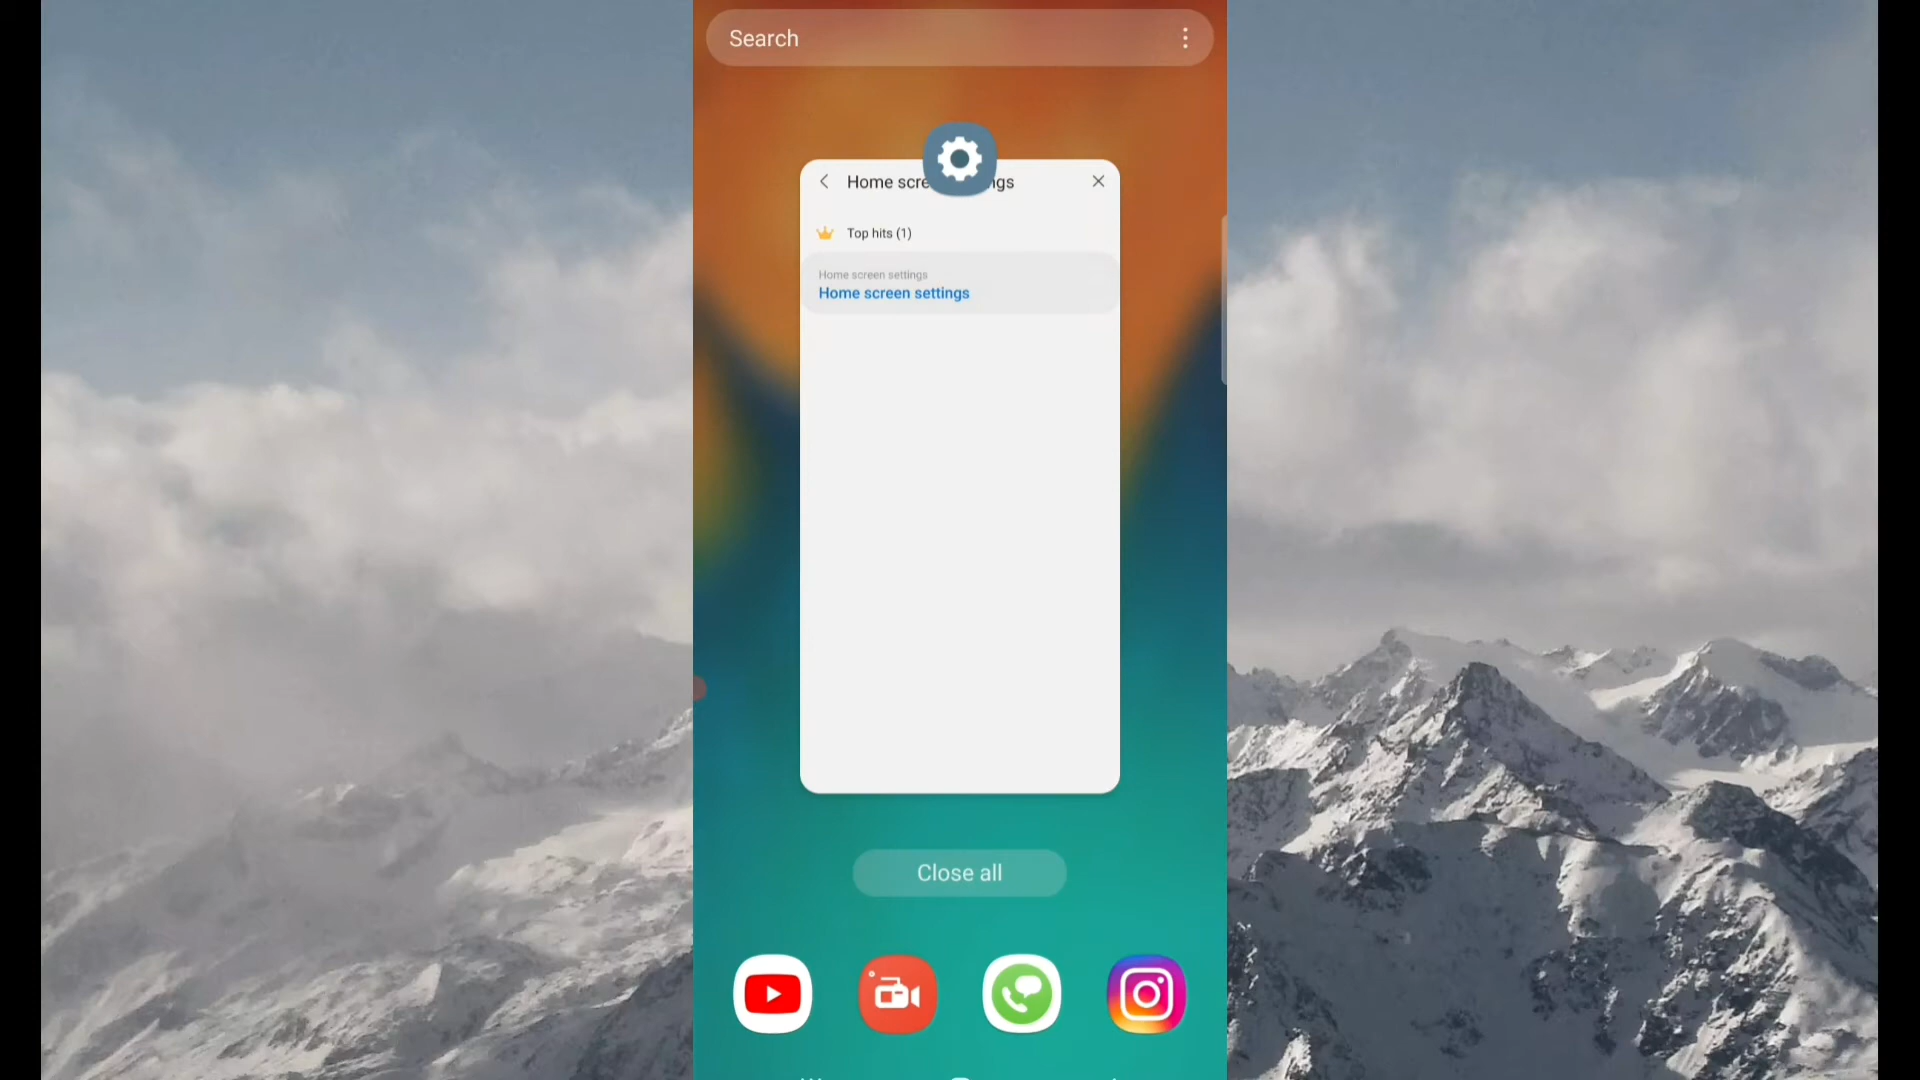 Search
Home scre ngs
Top hits (1)
Home screen settings
Home screen settings
Close all